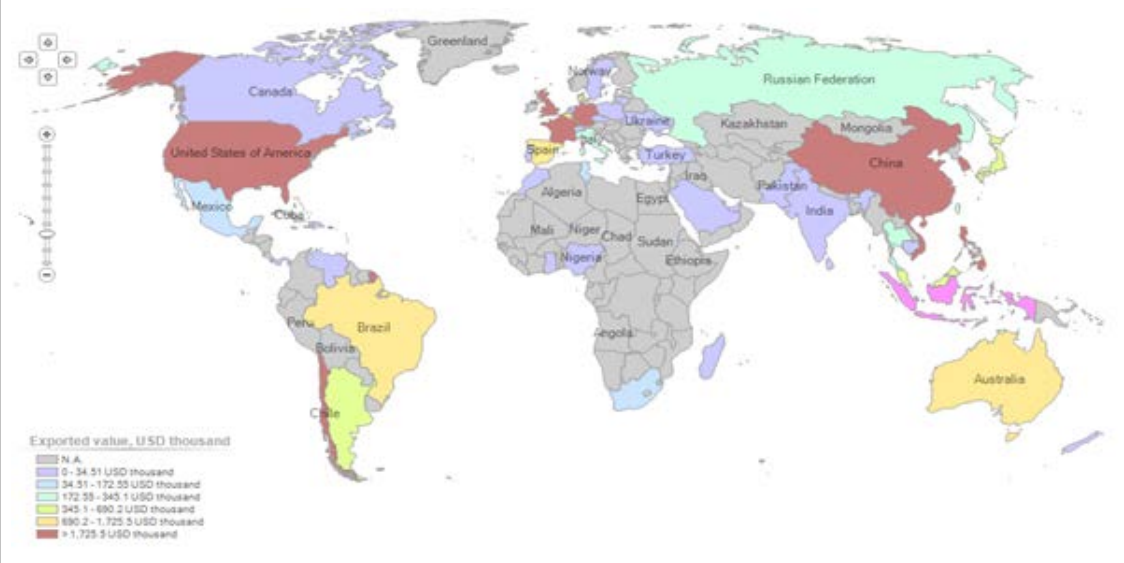 Greenland
Norway
Russian Federation
Canada
Ukraine
Kazakhstan
Mongolia
United States of America
Spain
Turkey
China
Iraq
Pakistan
Mexico
Cuba
Algeria
Egypt
India
Mali
Niger
Chad
Sudan
Nigeria
Ethiopia
Peru
Brazil
Angola
Bolivia
Australia
Chile
Exported value, USD thousand
N.A.
0 - 34.51 USD thousand
34.51 - 172.55 USD thousand
172.55 - 345.1 USD thousand
345.1 - 690.2 USD thousand
690.2 - 1,725.5 USD thousand
> 1,725.5 USD thousand